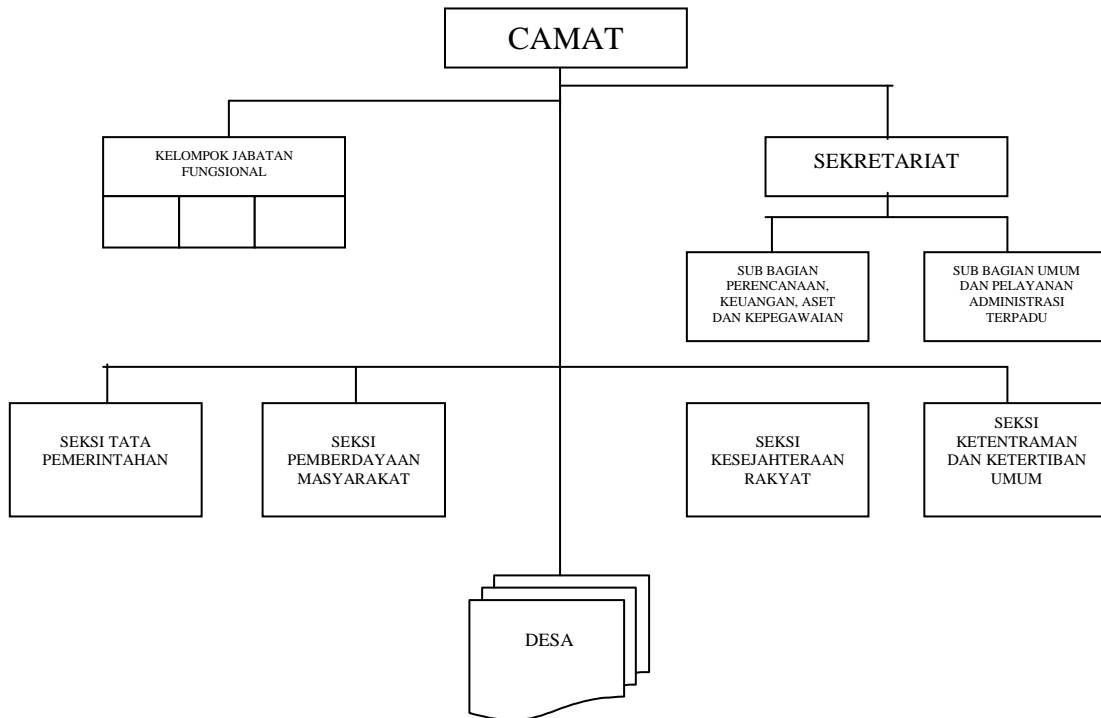 CAMAT
KELOMPOK JABATAN
FUNGSIONAL
SEKRETARIAT
SUB BAGIAN
PERENCANAAN,
KEUANGAN, ASET
DAN KEPEGAWAIAN
SUB BAGIAN UMUM
DAN PELAYANAN
ADMINISTRASI
TERPADU
SEKSI TATA
PEMERINTAHAN
SEKSI
PEMBERDAYAAN
MASYARAKAT
SEKSI
KESEJAHTERAAN
RAKYAT
SEKSI
KETENTRAMAN
DAN KETERTIBAN
UMUM
DESA